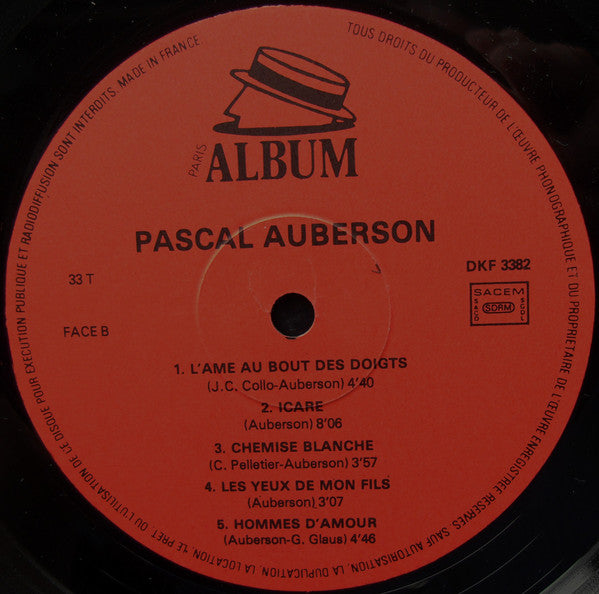 TOUS DROITS DU PRODUCTEUR DE L'ŒUVRE PHONOGRAPHIQUE ET DU PROPRIETAIRE DE L'ŒUVRE ENREGISTREE RESERVES SAUF AUTORISATION, LA DUPLICATION, LA LOCATION, LE PRET OU L'UTILISATION DE LE DISQUE POUR EXECUTION PUBLIQUE ET RADIODIFFUSION SONT INTERDITS. MADE IN FRANCE.
PARIS
ALBUM
PASCAL AUBERSON
33 T
DKF 3382
SACEM
SACD
SDRM
SGDL
FACE B
1. L'AME AU BOUT DES DOIGTS
(J.C. Collo-Auberson) 4'40
2. ICARE
(Auberson) 8'06
3. CHEMISE BLANCHE
(C. Pelletier-Auberson) 3'57
4. LES YEUX DE MON FILS
(Auberson) 3'07
5. HOMMES D'AMOUR
(Auberson-G. Glaus) 4'46